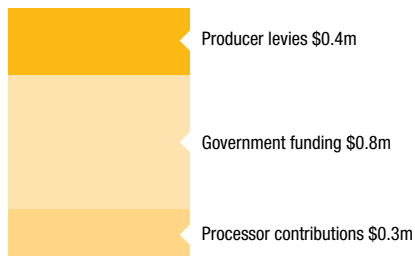 Producer levies $0.4m
Government funding $0.8m
Processor contributions $0.3m